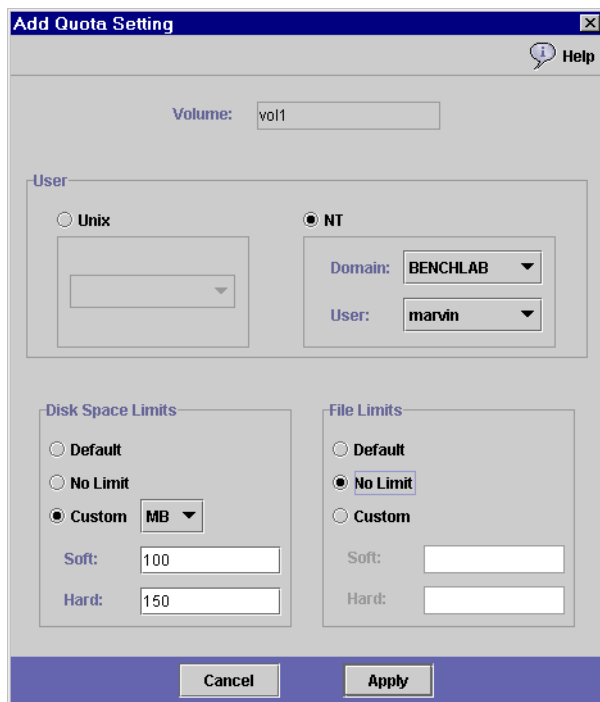 Add Quota Setting
Help
Volume: vol1
User
Unix
NT
Domain: BENCHLAB
User: marvin
Disk Space Limits
Default
No Limit
Custom MB
Soft: 100
Hard: 150
File Limits
Default
No Limit
Custom
Soft:
Hard:
Cancel
Apply